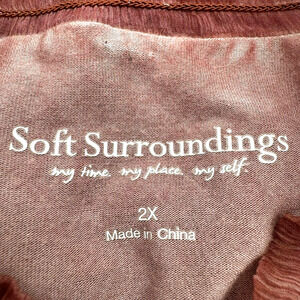 Soft Surroundings
my time. my place. my self.
2X
Made in China